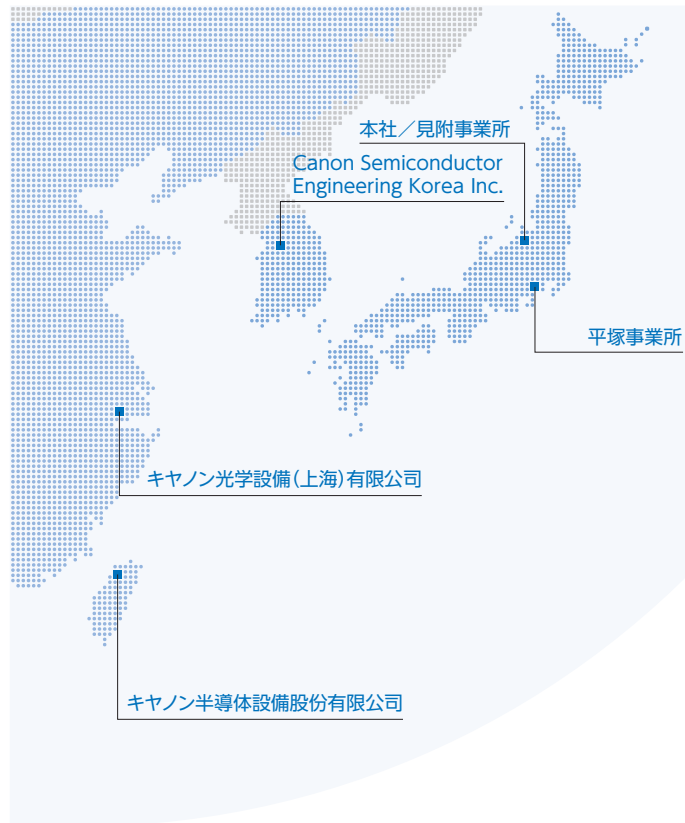 本社／見附事業所
Canon Semiconductor
Engineering Korea Inc.
平塚事業所
キヤノン光学設備（上海）有限公司
キヤノン半導体設備股份有限公司